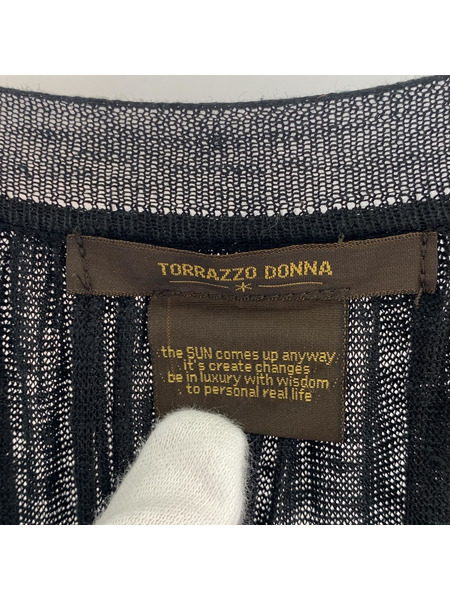 TORRAZZO DONNA
the SUN comes up anyway
it's create changes
be in luxury with wisdom
to personal real life